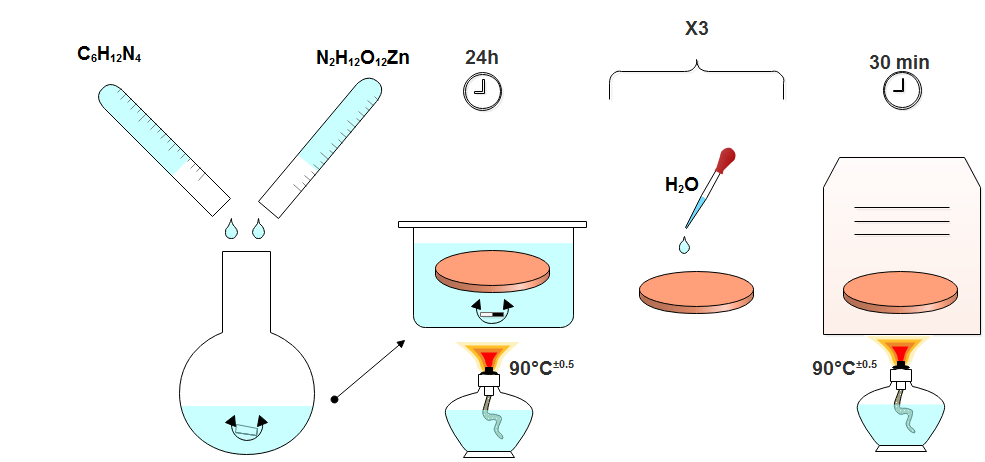 C₆H₁₂N₄
N₂H₁₂O₁₂Zn
24h
X3
30 min
H₂O
90°C±0.5
90°C±0.5